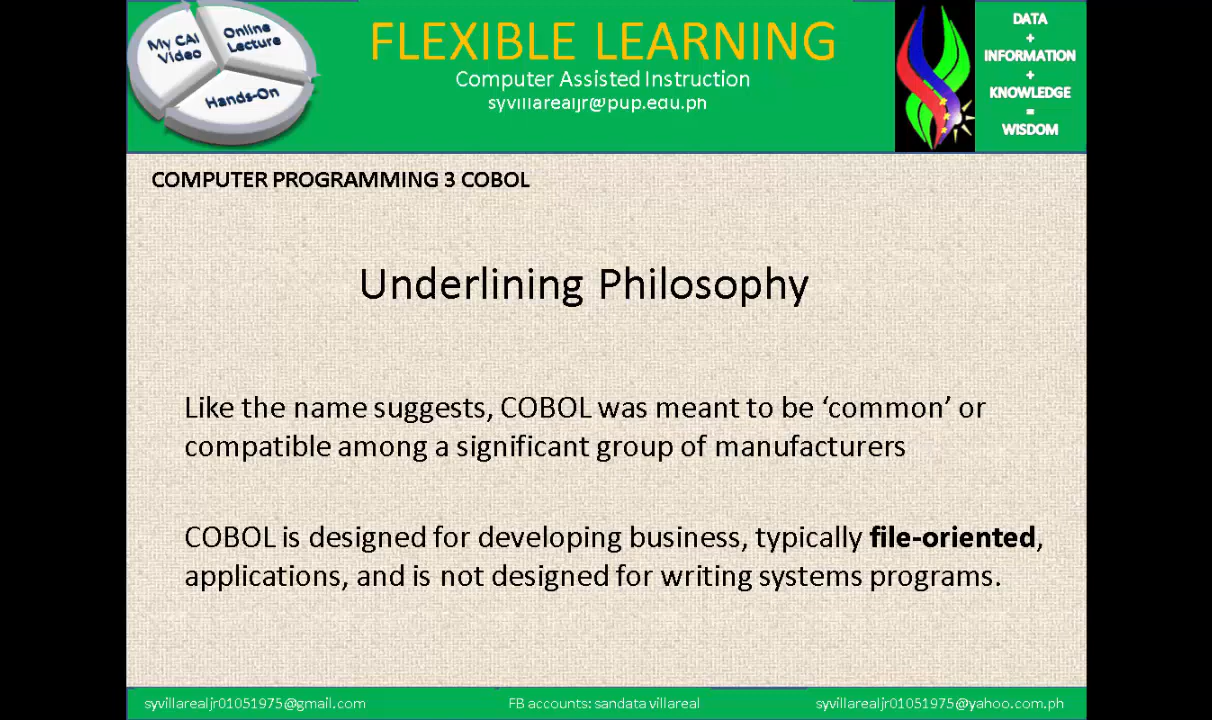 My CAI
Video
Online
Lecture
Hands-On
FLEXIBLE LEARNING
Computer Assisted Instruction
syvillarealjr@pup.edu.ph
DATA
+
INFORMATION
+
KNOWLEDGE
=
WISDOM
COMPUTER PROGRAMMING 3 COBOL
Underlining Philosophy
Like the name suggests, COBOL was meant to be ‘common’ or
compatible among a significant group of manufacturers
COBOL is designed for developing business, typically file-oriented,
applications, and is not designed for writing systems programs.
syvillarealjr01051975@gmail.com
FB accounts: sandata villareal
syvillarealjr01051975@yahoo.com.ph